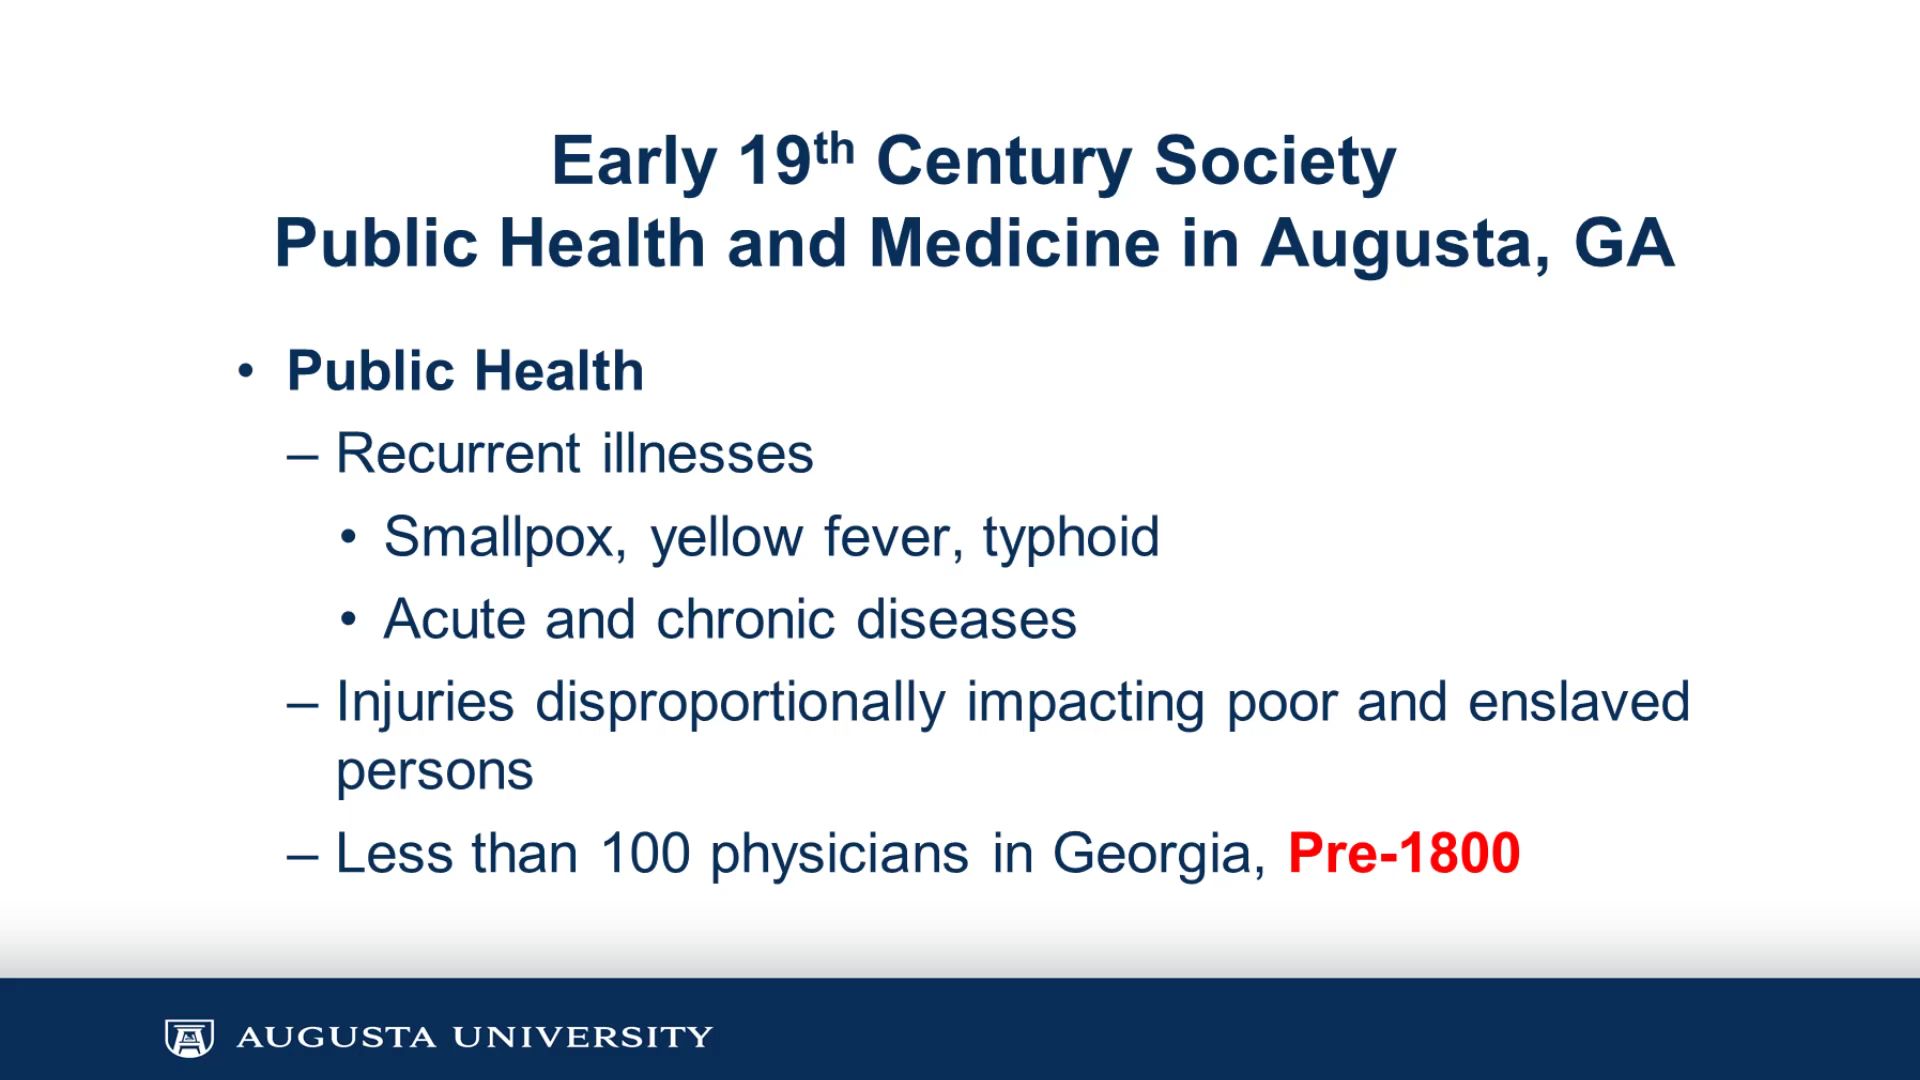 Early 19th Century Society
Public Health and Medicine in Augusta, GA
• Public Health
– Recurrent illnesses
• Smallpox, yellow fever, typhoid
• Acute and chronic diseases
– Injuries disproportionally impacting poor and enslaved
persons
– Less than 100 physicians in Georgia, Pre-1800
AUGUSTA UNIVERSITY